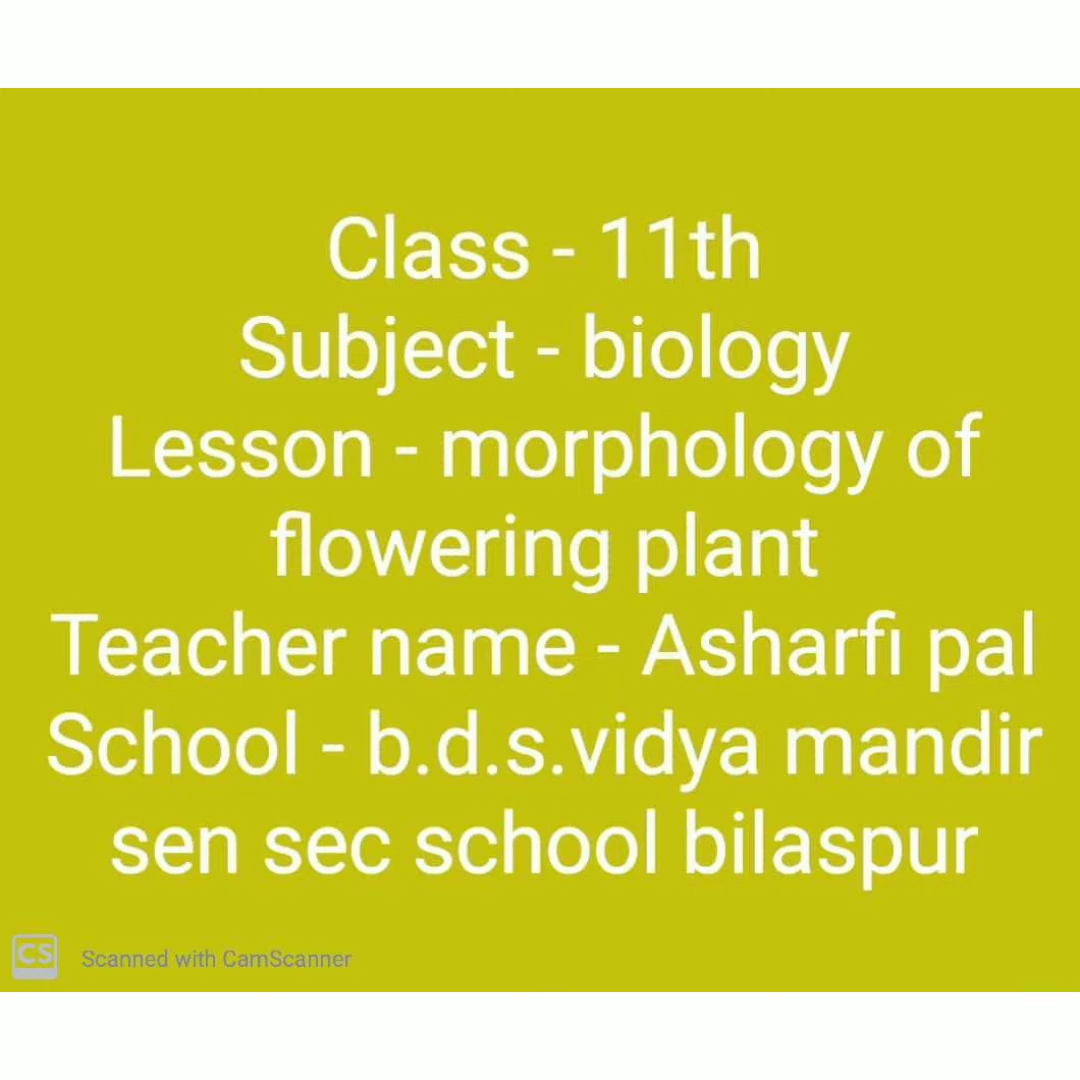 Class - 11th
Subject - biology
Lesson - morphology of
flowering plant
Teacher name - Asharfi pal
School - b.d.s.vidya mandir
sen sec school bilaspur
CS Scanned with CamScanner